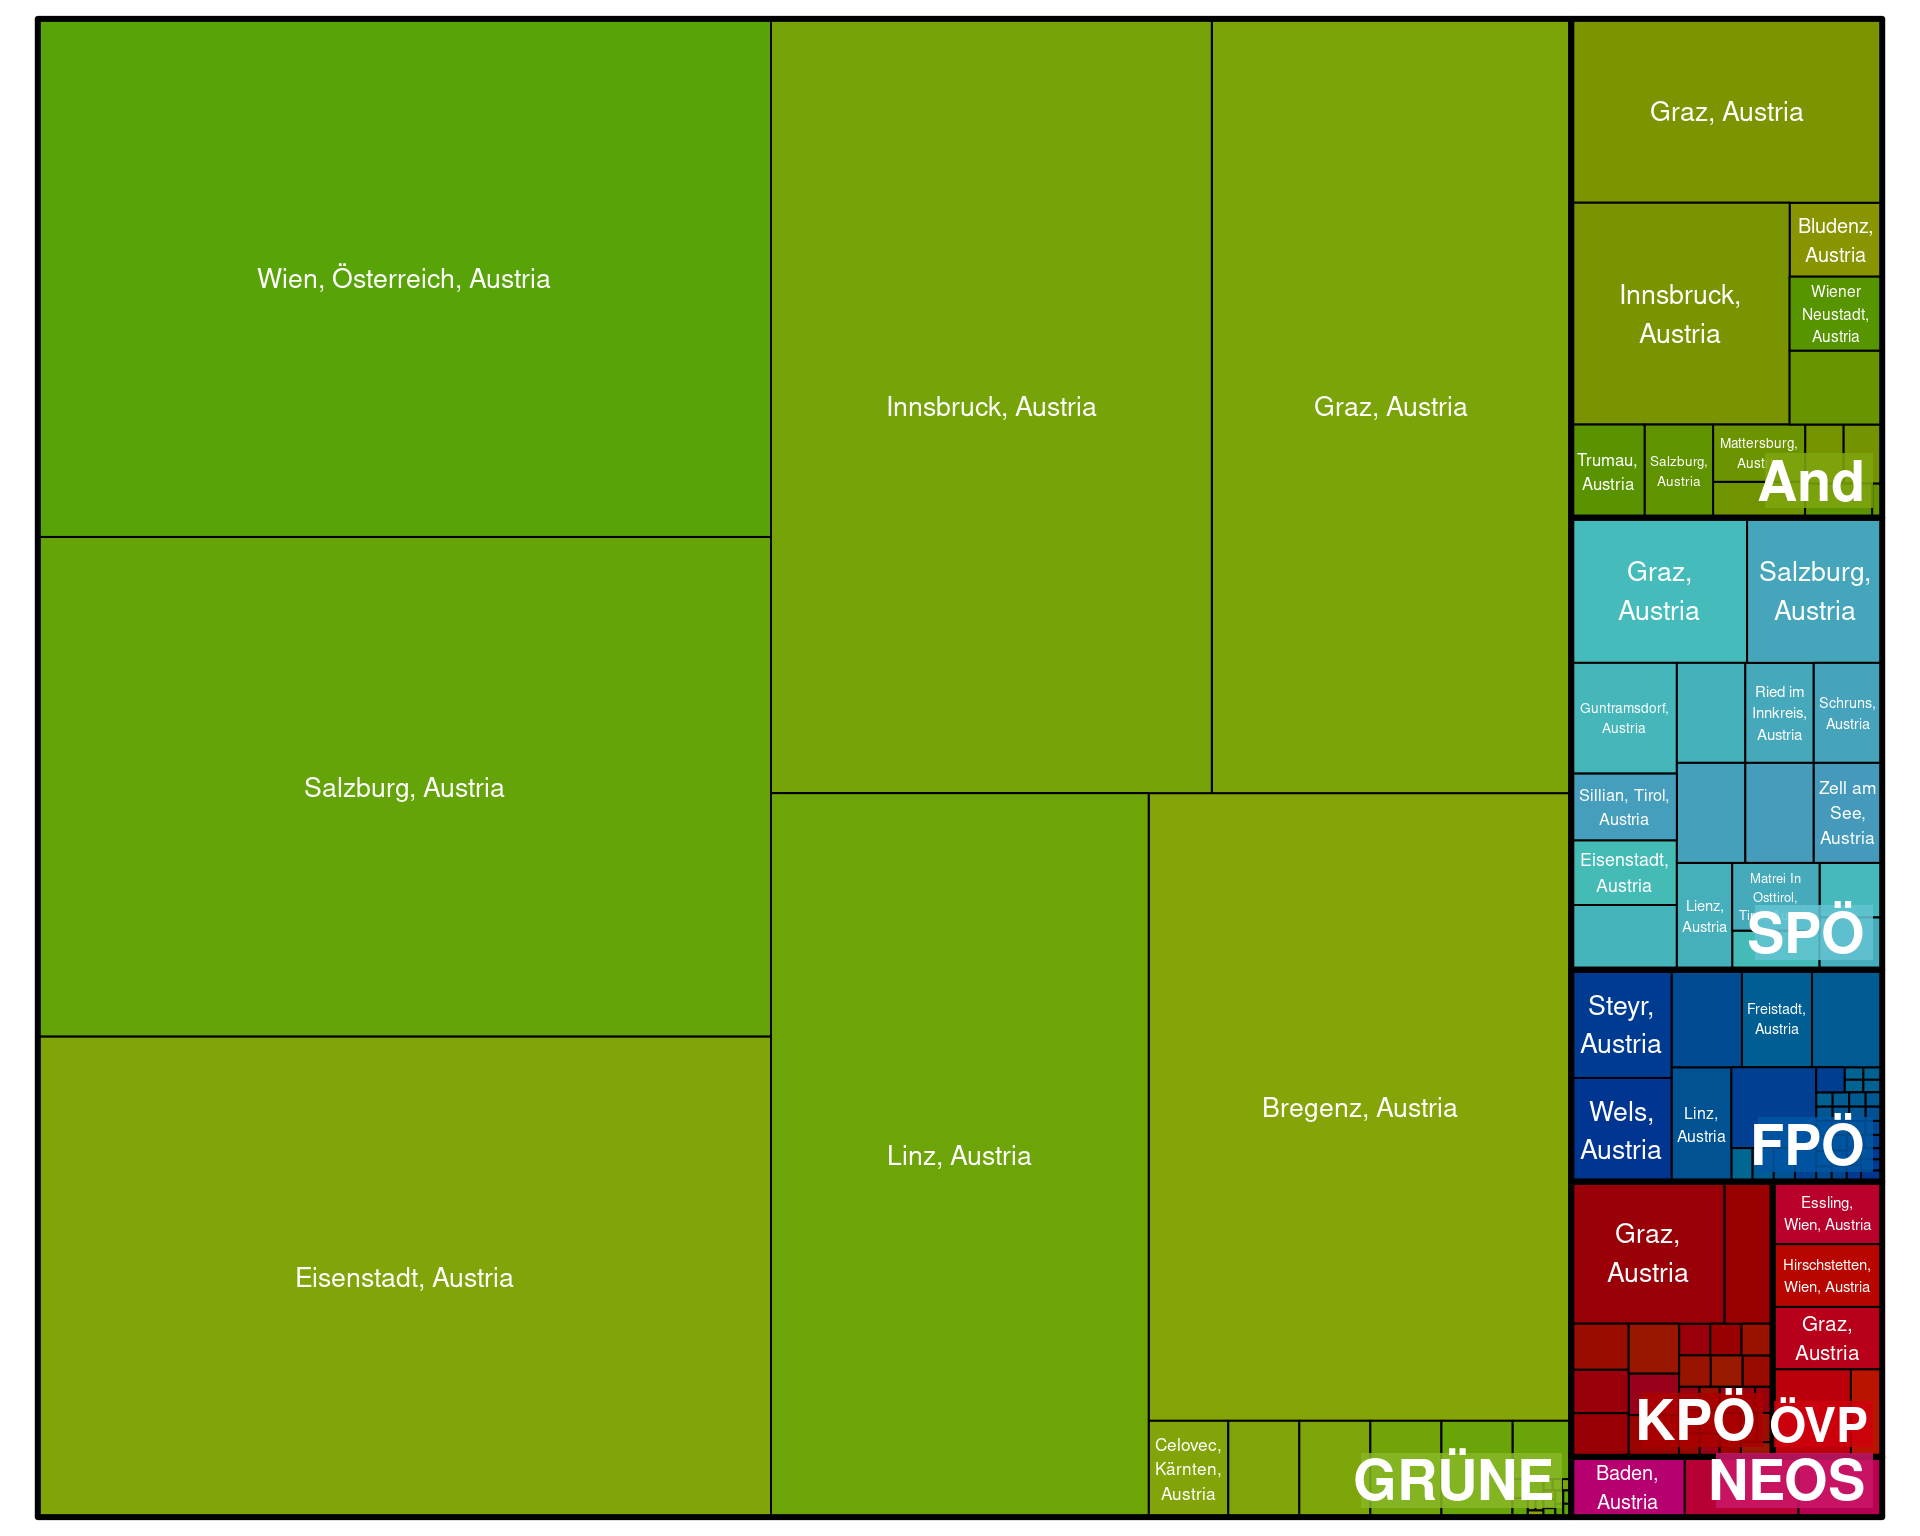 Wien, Österreich, Austria
Salzburg, Austria
Eisenstadt, Austria
Innsbruck, Austria
Graz, Austria
Linz, Austria
Bregenz, Austria
Celovec,
Kärnten,
Austria
GRÜNE
Graz, Austria
Innsbruck,
Austria
Bludenz,
Austria
Wiener
Neustadt,
Austria
Trumau,
Austria
Salzburg,
Austria
Mattersburg,
And
Graz,
Austria
Salzburg,
Austria
Guntramsdorf,
Austria
Ried im
Innkreis,
Austria
Schruns,
Austria
Sillian, Tirol,
Austria
Zell am
See,
Austria
Eisenstadt,
Austria
Lienz,
Austria
Matrei In
Osttirol,
SPÖ
Steyr,
Austria
Freistadt,
Austria
Wels,
Austria
Linz,
Austria
FPÖ
Graz,
Austria
KPÖ
Essling,
Wien, Austria
Hirschstetten,
Wien, Austria
Graz,
Austria
ÖVP
Baden,
Austria
NEOS